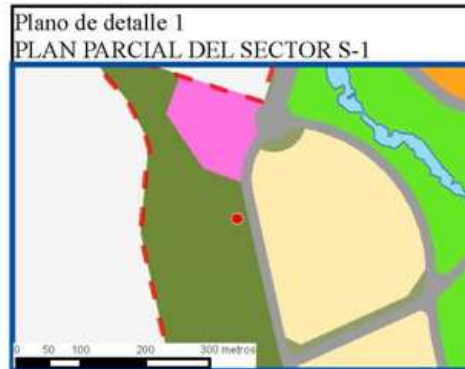 Plano de detalle 1
PLAN PARCIAL DEL SECTOR S-1
0 50 100 200 300 metros